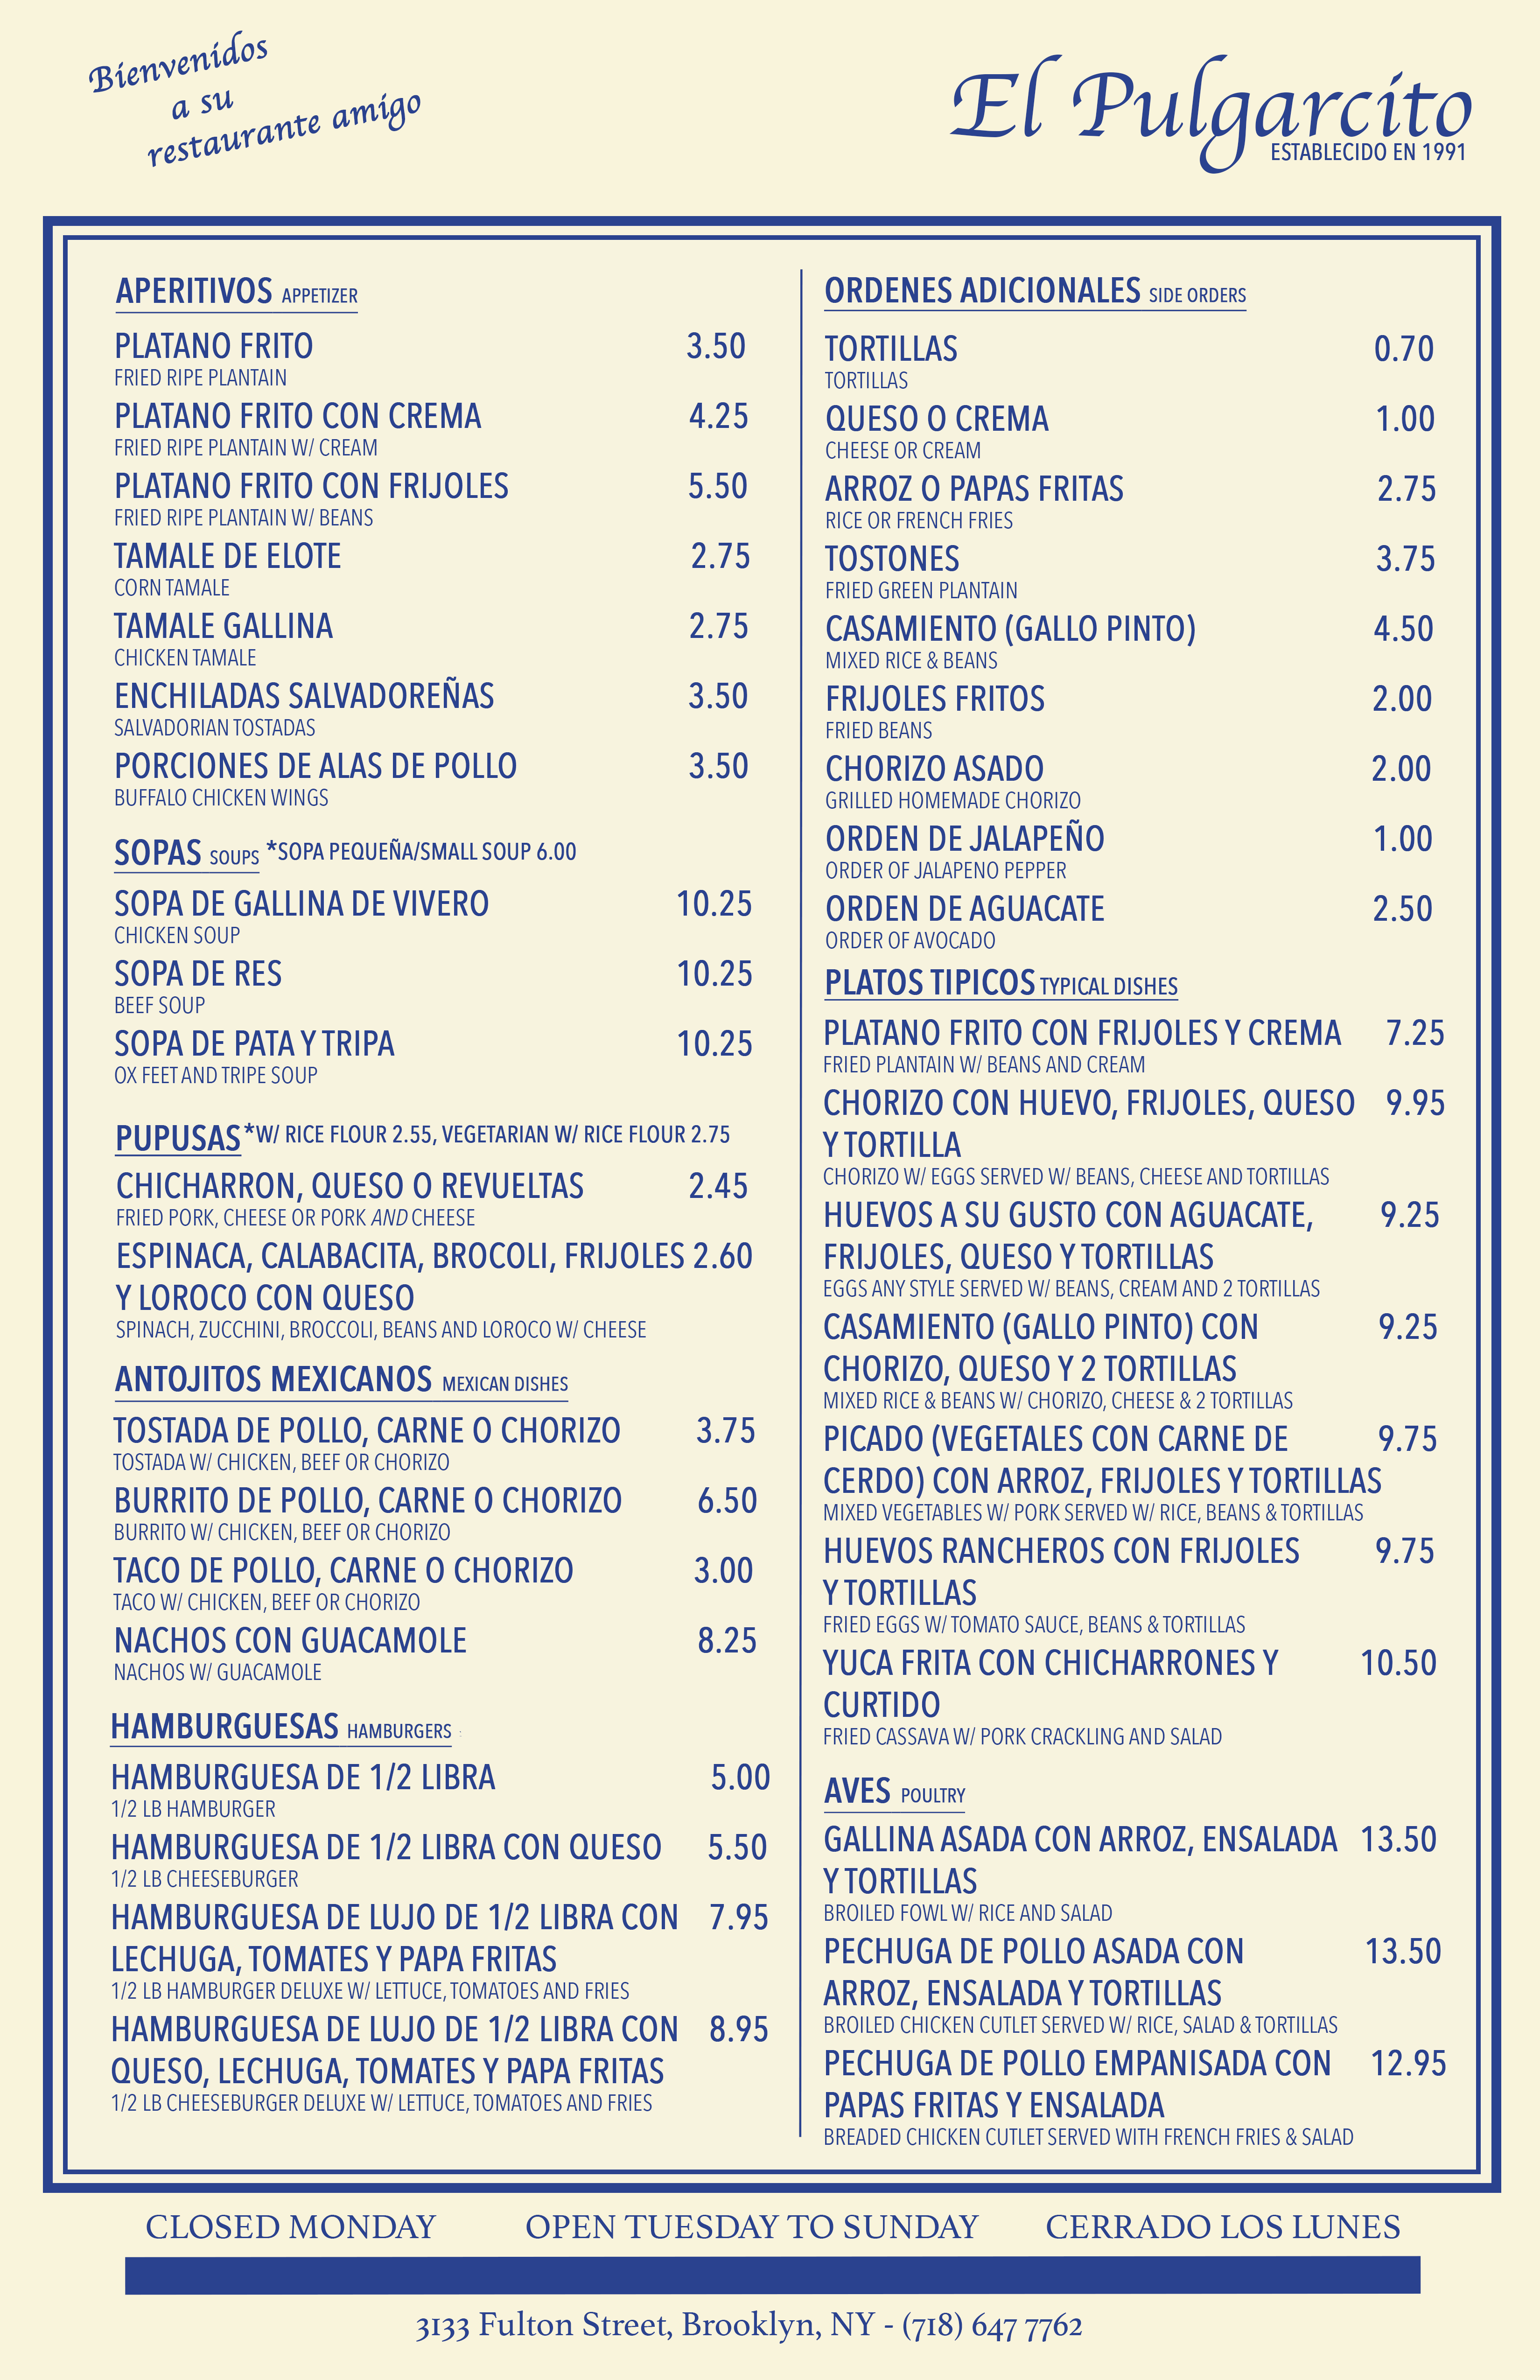 Bienvenidos
a su
restaurante amigo
El Pulgarcito
ESTABLECIDO EN 1991
APERITIVOS APPETIZER
PLATANO FRITO 3.50
FRIED RIPE PLANTAIN
PLATANO FRITO CON CREMA 4.25
FRIED RIPE PLANTAIN W/ CREAM
PLATANO FRITO CON FRIJOLES 5.50
FRIED RIPE PLANTAIN W/ BEANS
TAMALE DE ELOTE 2.75
CORN TAMALE
TAMALE GALLINA 2.75
CHICKEN TAMALE
ENCHILADAS SALVADOREÑAS 3.50
SALVADORIAN TOSTADAS
PORCIONES DE ALAS DE POLLO 3.50
BUFFALO CHICKEN WINGS
SOPAS SOUPS *SOPA PEQUEÑA/SMALL SOUP 6.00
SOPA DE GALLINA DE VIVERO 10.25
CHICKEN SOUP
SOPA DE RES 10.25
BEEF SOUP
SOPA DE PATA Y TRIPA 10.25
OX FEET AND TRIPE SOUP
PUPUSAS *W/ RICE FLOUR 2.55, VEGETARIAN W/ RICE FLOUR 2.75
CHICHARRON, QUESO O REVUELTAS 2.45
FRIED PORK, CHEESE OR PORK AND CHEESE
ESPINACA, CALABACITA, BROCOLI, FRIJOLES 2.60
Y LOROCO CON QUESO
SPINACH, ZUCCHINI, BROCCOLI, BEANS AND LOROCO W/ CHEESE
ANTOJITOS MEXICANOS MEXICAN DISHES
TOSTADA DE POLLO, CARNE O CHORIZO 3.75
TOSTADA W/ CHICKEN, BEEF OR CHORIZO
BURRITO DE POLLO, CARNE O CHORIZO 6.50
BURRITO W/ CHICKEN, BEEF OR CHORIZO
TACO DE POLLO, CARNE O CHORIZO 3.00
TACO W/ CHICKEN, BEEF OR CHORIZO
NACHOS CON GUACAMOLE 8.25
NACHOS W/ GUACAMOLE
HAMBURGUESAS HAMBURGERS
HAMBURGUESA DE 1/2 LIBRA 5.00
1/2 LB HAMBURGER
HAMBURGUESA DE 1/2 LIBRA CON QUESO 5.50
1/2 LB CHEESEBURGER
HAMBURGUESA DE LUJO DE 1/2 LIBRA CON 7.95
LECHUGA, TOMATES Y PAPA FRITAS
1/2 LB HAMBURGER DELUXE W/ LETTUCE, TOMATOES AND FRIES
HAMBURGUESA DE LUJO DE 1/2 LIBRA CON 8.95
QUESO, LECHUGA, TOMATES Y PAPA FRITAS
1/2 LB CHEESEBURGER DELUXE W/ LETTUCE, TOMATOES AND FRIES
ORDENES ADICIONALES SIDE ORDERS
TORTILLAS 0.70
TORTILLAS
QUESO O CREMA 1.00
CHEESE OR CREAM
ARROZ O PAPAS FRITAS 2.75
RICE OR FRENCH FRIES
TOSTONES 3.75
FRIED GREEN PLANTAIN
CASAMIENTO (GALLO PINTO) 4.50
MIXED RICE & BEANS
FRIJOLES FRITOS 2.00
FRIED BEANS
CHORIZO ASADO 2.00
GRILLED HOMEMADE CHORIZO
ORDEN DE JALAPEÑO 1.00
ORDER OF JALAPENO PEPPER
ORDEN DE AGUACATE 2.50
ORDER OF AVOCADO
PLATOS TIPICOS TYPICAL DISHES
PLATANO FRITO CON FRIJOLES Y CREMA 7.25
FRIED PLANTAIN W/ BEANS AND CREAM
CHORIZO CON HUEVO, FRIJOLES, QUESO 9.95
Y TORTILLA
CHORIZO W/ EGGS SERVED W/ BEANS, CHEESE AND TORTILLAS
HUEVOS A SU GUSTO CON AGUACATE, 9.25
FRIJOLES, QUESO Y TORTILLAS
EGGS ANY STYLE SERVED W/ BEANS, CREAM AND 2 TORTILLAS
CASAMIENTO (GALLO PINTO) CON 9.25
CHORIZO, QUESO Y 2 TORTILLAS
MIXED RICE & BEANS W/ CHORIZO, CHEESE & 2 TORTILLAS
PICADO (VEGETALES CON CARNE DE 9.75
CERDO) CON ARROZ, FRIJOLES Y TORTILLAS
MIXED VEGETABLES W/ PORK SERVED W/ RICE, BEANS & TORTILLAS
HUEVOS RANCHEROS CON FRIJOLES 9.75
Y TORTILLAS
FRIED EGGS W/ TOMATO SAUCE, BEANS & TORTILLAS
YUCA FRITA CON CHICHARRONES Y 10.50
CURTIDO
FRIED CASSAVA W/ PORK CRACKLING AND SALAD
AVES POULTRY
GALLINA ASADA CON ARROZ, ENSALADA 13.50
Y TORTILLAS
BROILED FOWL W/ RICE AND SALAD
PECHUGA DE POLLO ASADA CON 13.50
ARROZ, ENSALADA Y TORTILLAS
BROILED CHICKEN CUTLET SERVED W/ RICE, SALAD & TORTILLAS
PECHUGA DE POLLO EMPANISADA CON 12.95
PAPAS FRITAS Y ENSALADA
BREADED CHICKEN CUTLET SERVED WITH FRENCH FRIES & SALAD
CLOSED MONDAY OPEN TUESDAY TO SUNDAY CERRADO LOS LUNES
3133 Fulton Street, Brooklyn, NY - (718) 647 7762